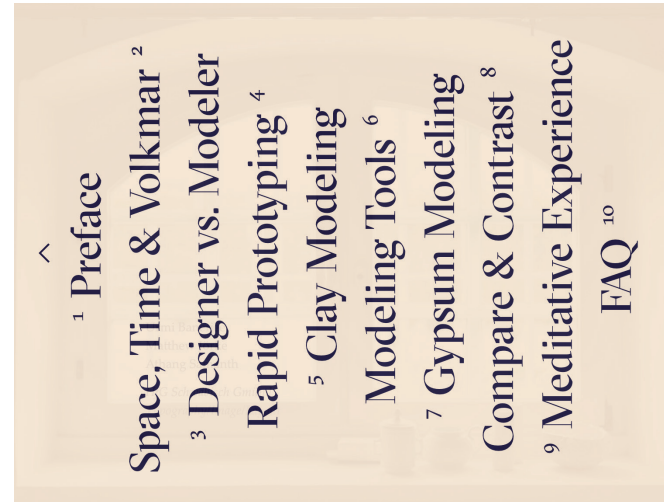 ¹ Preface
Space, Time & Volkmar ²
³ Designer vs. Modeler
Rapid Prototyping ⁴
⁵ Clay Modeling
Modeling Tools ⁶
⁷ Gypsum Modeling
Compare & Contrast ⁸
⁹ Meditative Experience
FAQ ¹⁰